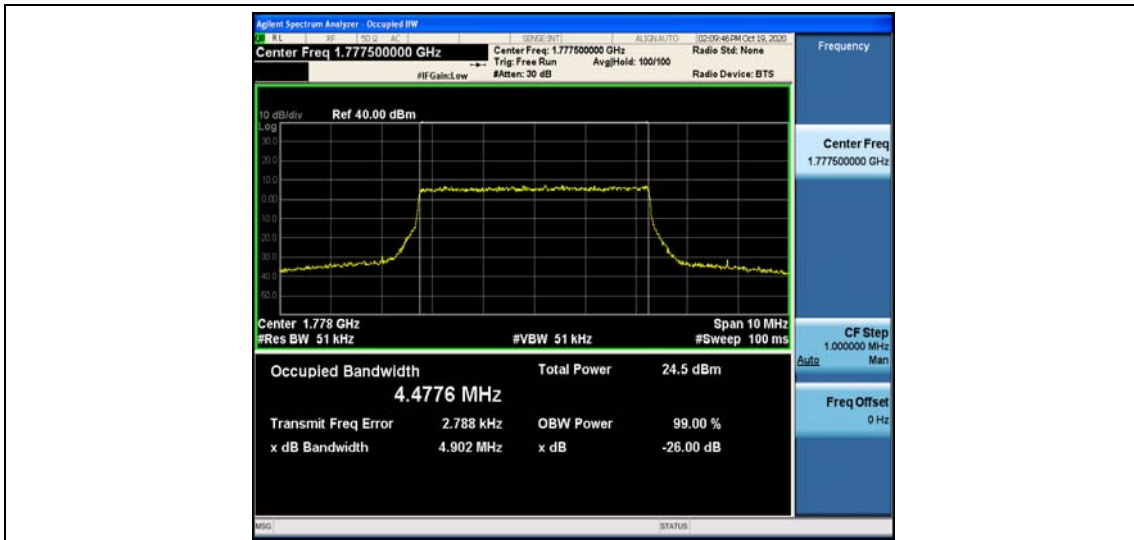 Agilent Spectrum Analyzer - Occupied BW
RL RF 50 Ω AC SENSE:INT ALIGN AUTO 02:09:46 PM Oct 19, 2020
Center Freq 1.777500000 GHz
Center Freq: 1.777500000 GHz
Radio Std: None
Trig: Free Run Avg|Hold: 100/100
#IFGain:Low #Atten: 30 dB Radio Device: BTS
Frequency
10 dB/div Ref 40.00 dBm
Log
30.0
20.0
10.0
0.00
-10.0
-20.0
-30.0
-40.0
-50.0
Center 1.778 GHz Span 10 MHz
#Res BW 51 kHz #VBW 51 kHz #Sweep 100 ms
Occupied Bandwidth Total Power 24.5 dBm
4.4776 MHz
Transmit Freq Error 2.788 kHz OBW Power 99.00 %
x dB Bandwidth 4.902 MHz x dB -26.00 dB
Center Freq
1.777500000 GHz
CF Step
1.000000 MHz
Auto Man
Freq Offset
0 Hz
MSG STATUS